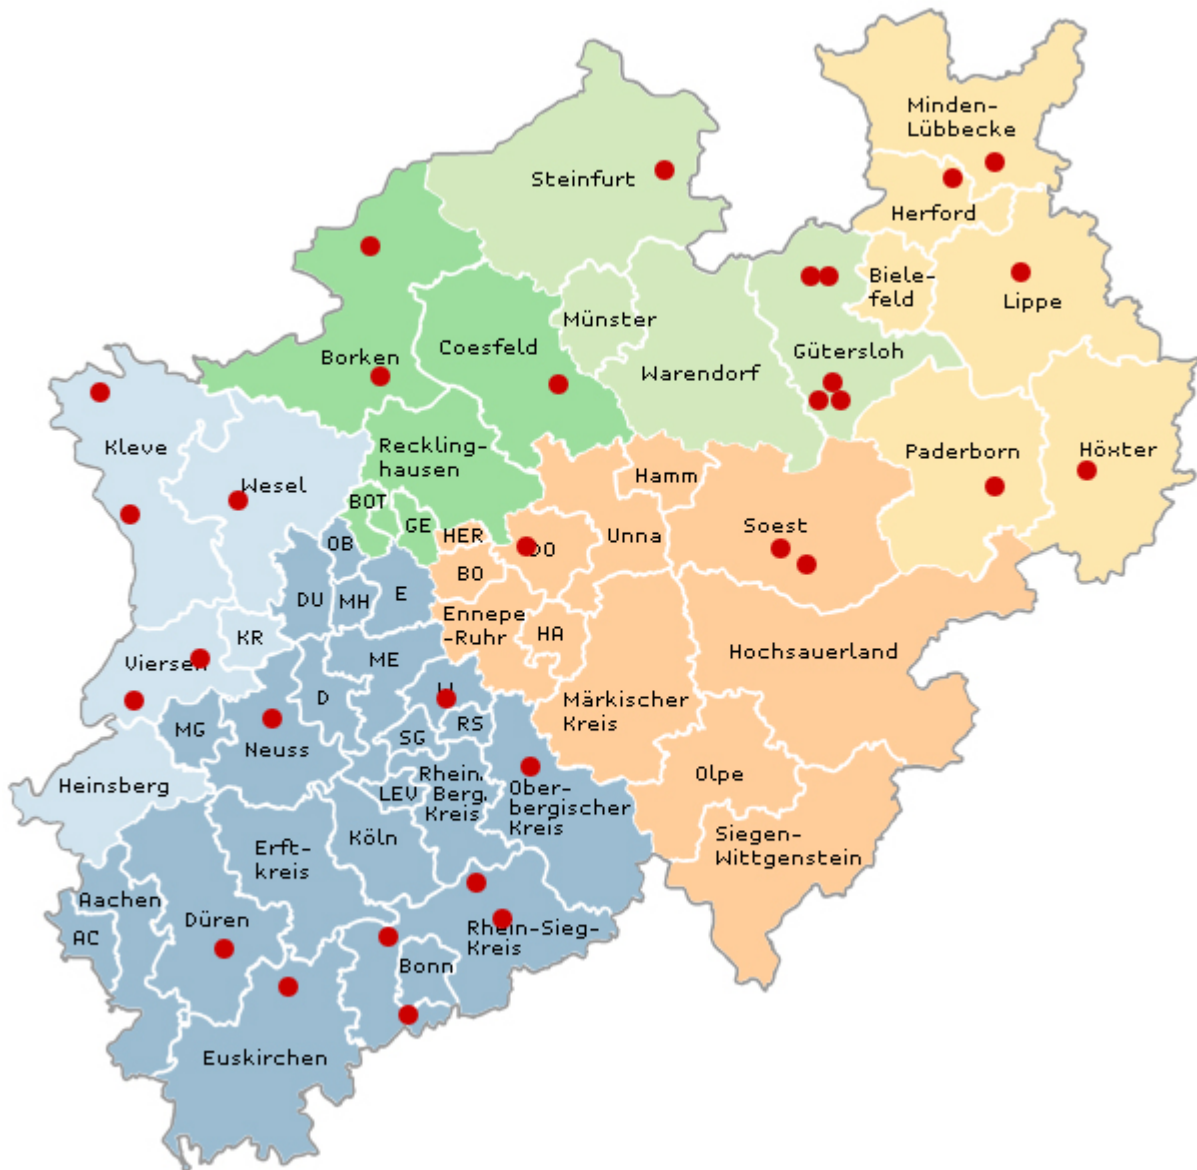 Minden-
Lübbecke
Steinfurt
Herford
Biele-
feld
Lippe
Münster
Coesfeld
Gütersloh
Borken
Warendorf
Kleve
Reckling-
hausen
Paderborn
Höxter
Wesel
Hamm
BOT
GE
Soest
OB
HER
DO
Unna
BO
DU
MH
E
Ennepe
-Ruhr
HA
KR
Viersen
ME
Hochsauerland
D
Märkischer
Kreis
MG
Neuss
SG
RS
Heinsberg
LEV
Rhein.
Berg.
Kreis
Ober-
bergischer
Kreis
Olpe
Köln
Erft-
kreis
Siegen-
Wittgenstein
Aachen
AC
Düren
Rhein-Sieg-
Kreis
Bonn
Euskirchen